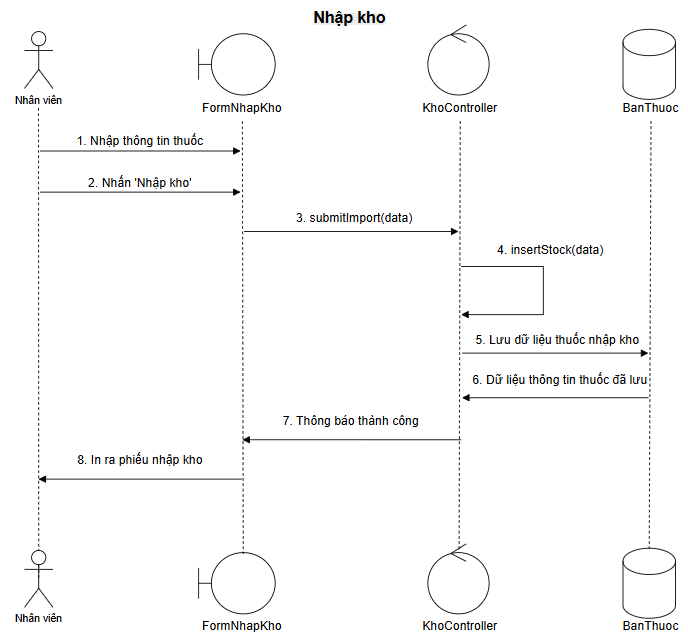 Nhập kho
Nhân viên
FormNhapKho
KhoController
BanThuoc
1. Nhập thông tin thuốc
2. Nhấn 'Nhập kho'
3. submitImport(data)
4. insertStock(data)
5. Lưu dữ liệu thuốc nhập kho
6. Dữ liệu thông tin thuốc đã lưu
7. Thông báo thành công
8. In ra phiếu nhập kho
Nhân viên
FormNhapKho
KhoController
BanThuoc